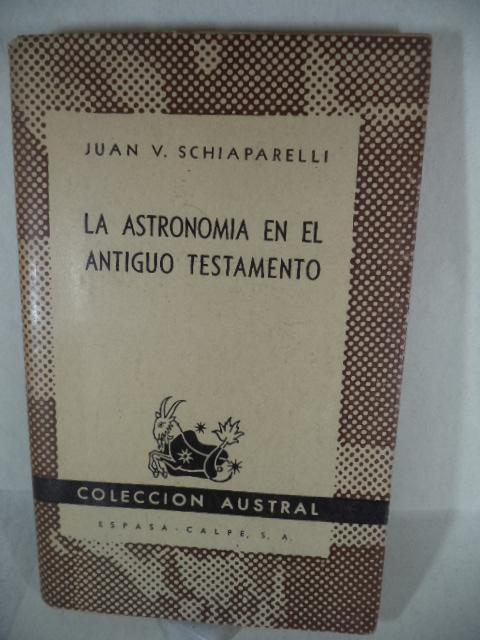 JUAN V. SCHIAPARELLI
LA ASTRONOMIA EN EL
ANTIGUO TESTAMENTO
COLECCION AUSTRAL
ESPASA-CALPE, S. A.